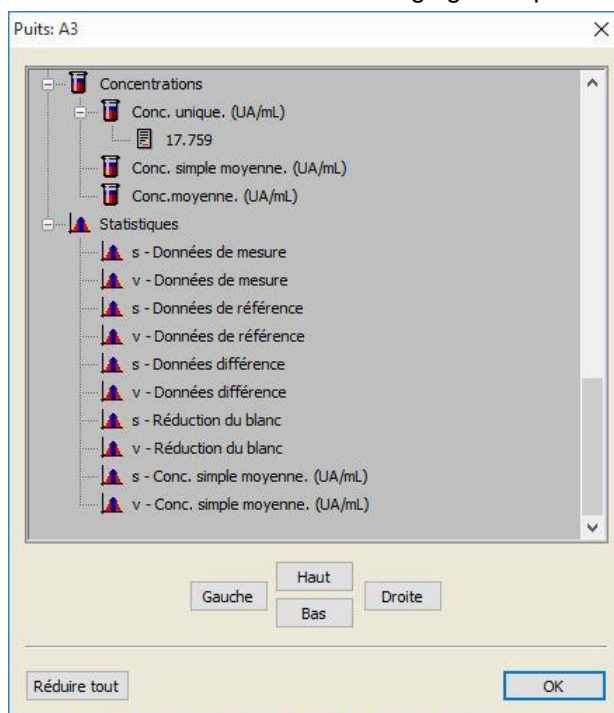 Puits: A3
Concentrations
Conc. unique. (UA/mL)
17.759
Conc. simple moyenne. (UA/mL)
Conc.moyenne. (UA/mL)
Statistiques
s - Données de mesure
v - Données de mesure
s - Données de référence
v - Données de référence
s - Données différence
v - Données différence
s - Réduction du blanc
v - Réduction du blanc
s - Conc. simple moyenne. (UA/mL)
v - Conc. simple moyenne. (UA/mL)
Haut
Gauche
Droite
Bas
Réduire tout
OK